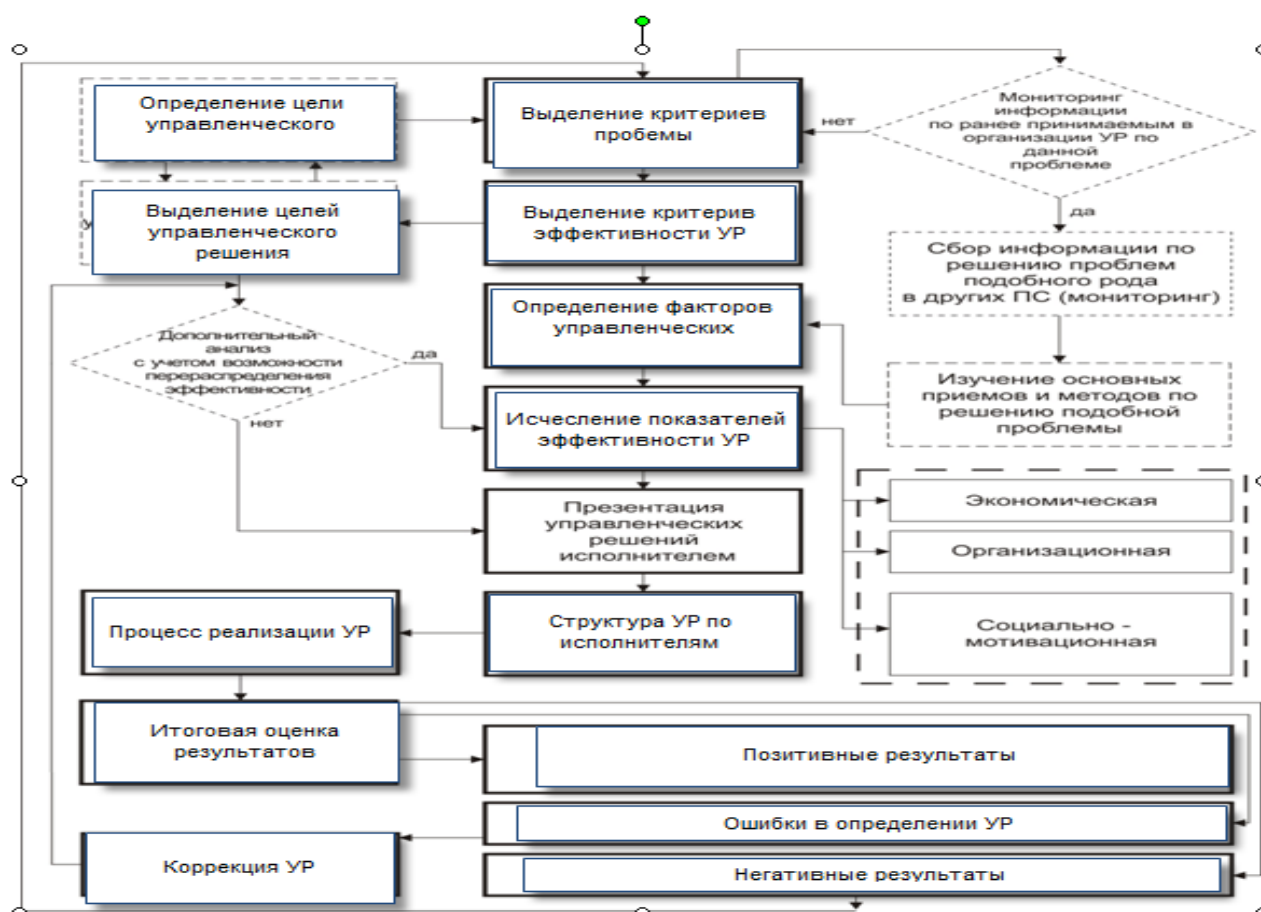 Определение цели
управленческого
Выделение критериев
пробемы
нет
Мониторинг
информации
по ранее принимаемым в
организации УР по
данной
проблеме
да
Выделение целей
управленческого
решения
Выделение критерив
эффективности УР
Сбор информации по
решению проблем
подобного рода
в других ПС (мониторинг)
Определение факторов
управленческих
Дополнительный
анализ
с учетом возможности
перераспределения
эффективности
да
нет
Изучение основных
приемов и методов по
решению подобной
проблемы
Исчесление показателей
эффективности УР
Экономическая
Организационная
Социально -
мотивационная
Презентация
управленческих
решений
исполнителем
Процесс реализации УР
Структура УР по
исполнителям
Итоговая оценка
результатов
Позитивные результаты
Ошибки в определении УР
Коррекция УР
Негативные результаты